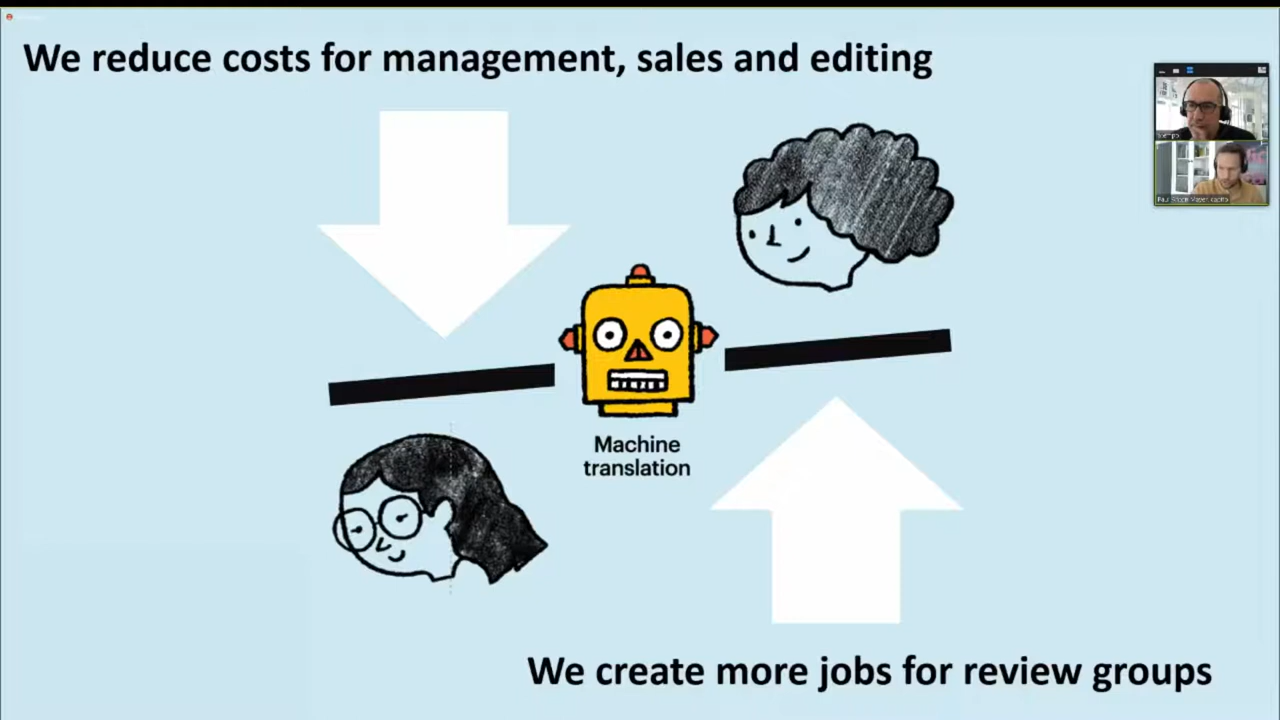 We reduce costs for management, sales and editing
Machine
translation
We create more jobs for review groups